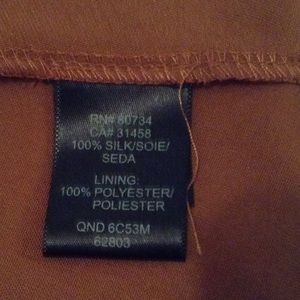 RN# 80734
CA# 31458
100% SILK/SOIE/
SEDA
LINING:
100% POLYESTER/
POLIESTER
QND 6C53M
62803